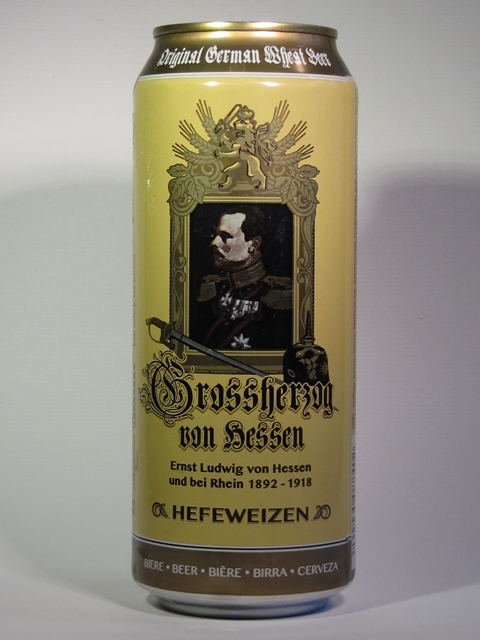 Original German Wheat Beer
Grossherzog
von Hessen
Ernst Ludwig von Hessen
und bei Rhein 1892 - 1918
HEFEWEIZEN
BIERE • BEER • BIÈRE • BIRRA • CERVEZA